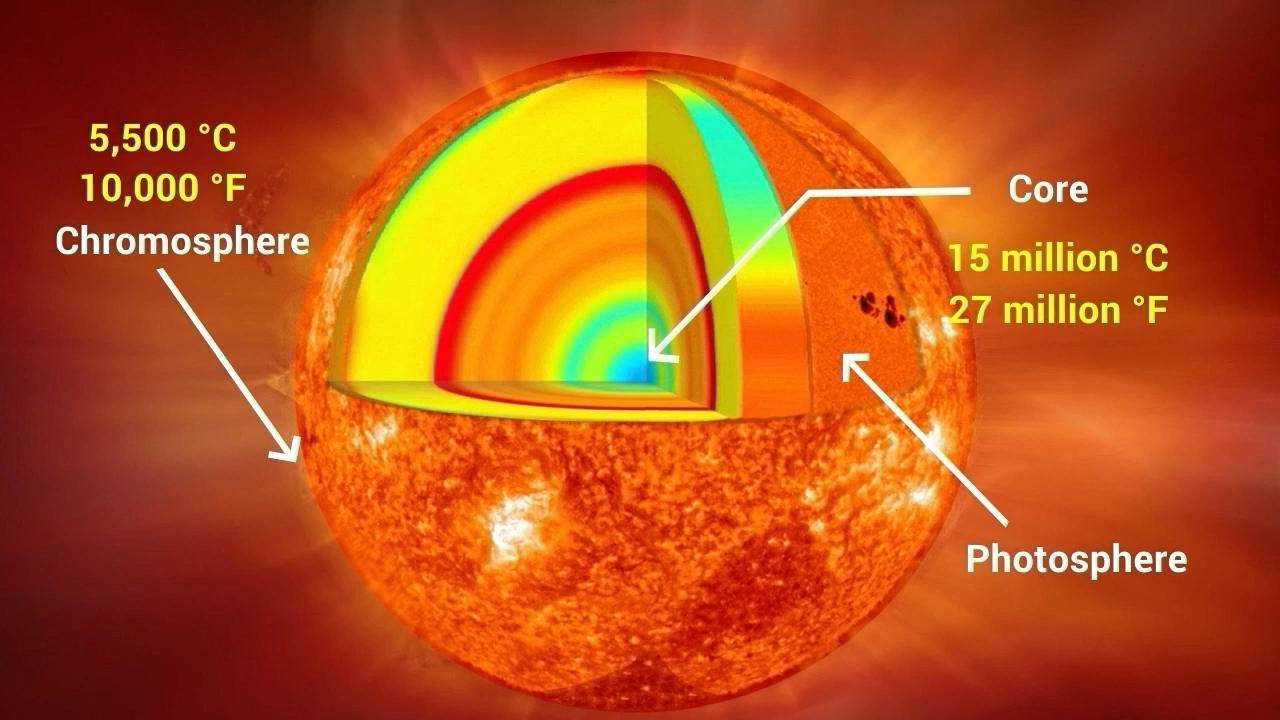 5,500 °C
10,000 °F
Chromosphere
Core
15 million °C
27 million °F
Photosphere